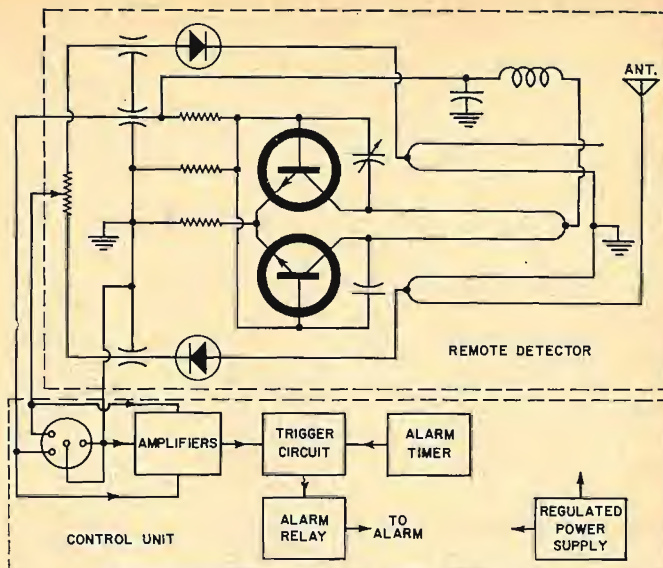 ANT.
REMOTE DETECTOR
AMPLIFIERS
TRIGGER
CIRCUIT
ALARM
TIMER
ALARM
RELAY
TO
ALARM
REGULATED
POWER
SUPPLY
CONTROL UNIT